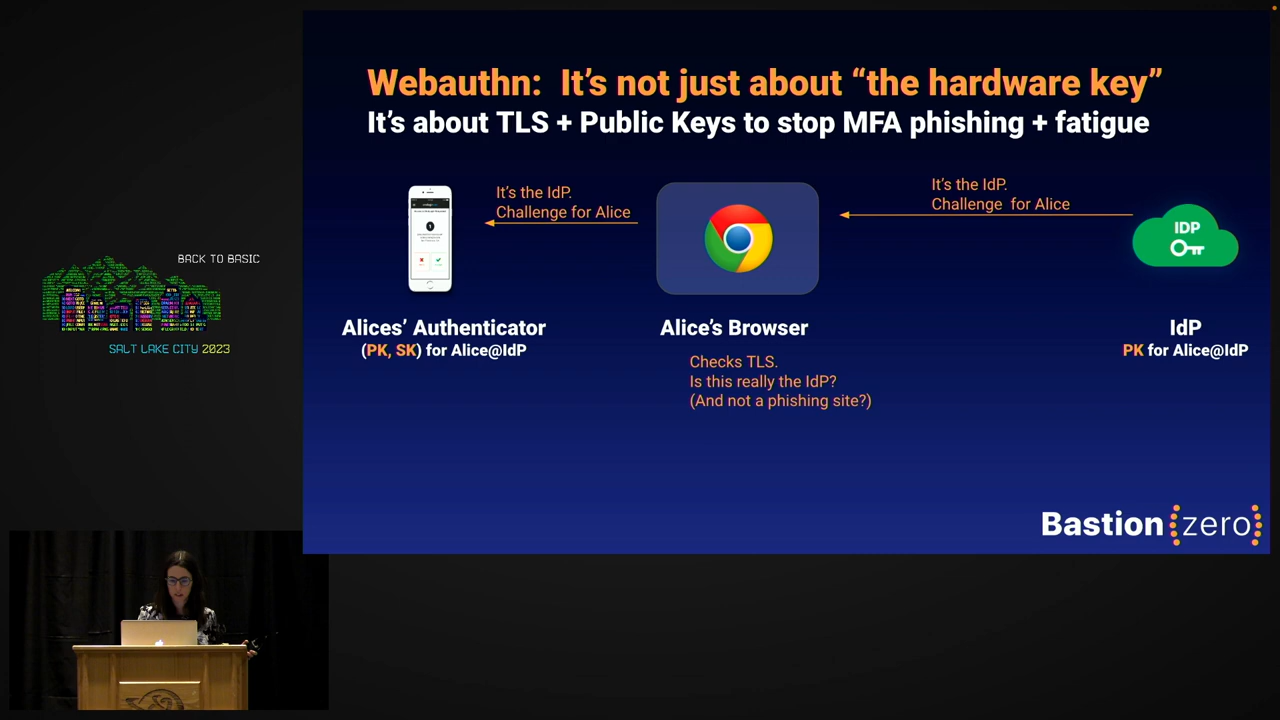 Webauthn: It's not just about “the hardware key”
It's about TLS + Public Keys to stop MFA phishing + fatigue
It's the IdP.
Challenge for Alice
It's the IdP.
Challenge for Alice
IDP
Alices' Authenticator
(PK, SK) for Alice@IdP
Alice's Browser
Checks TLS.
Is this really the IdP?
(And not a phishing site?)
IdP
PK for Alice@IdP
Bastion zero
BACK TO BASIC
SALT LAKE CITY 2023